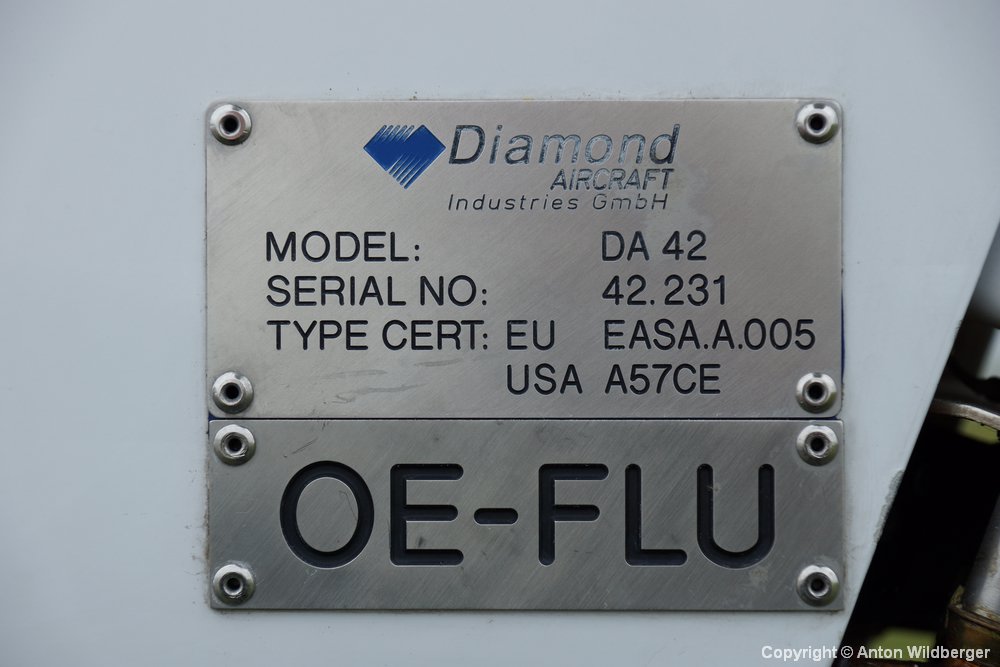 Diamond
AIRCRAFT
Industries GmbH
MODEL: DA 42
SERIAL NO: 42.231
TYPE CERT: EU EASA.A.005
USA A57CE
OE-FLU
Copyright © Anton Wildberger